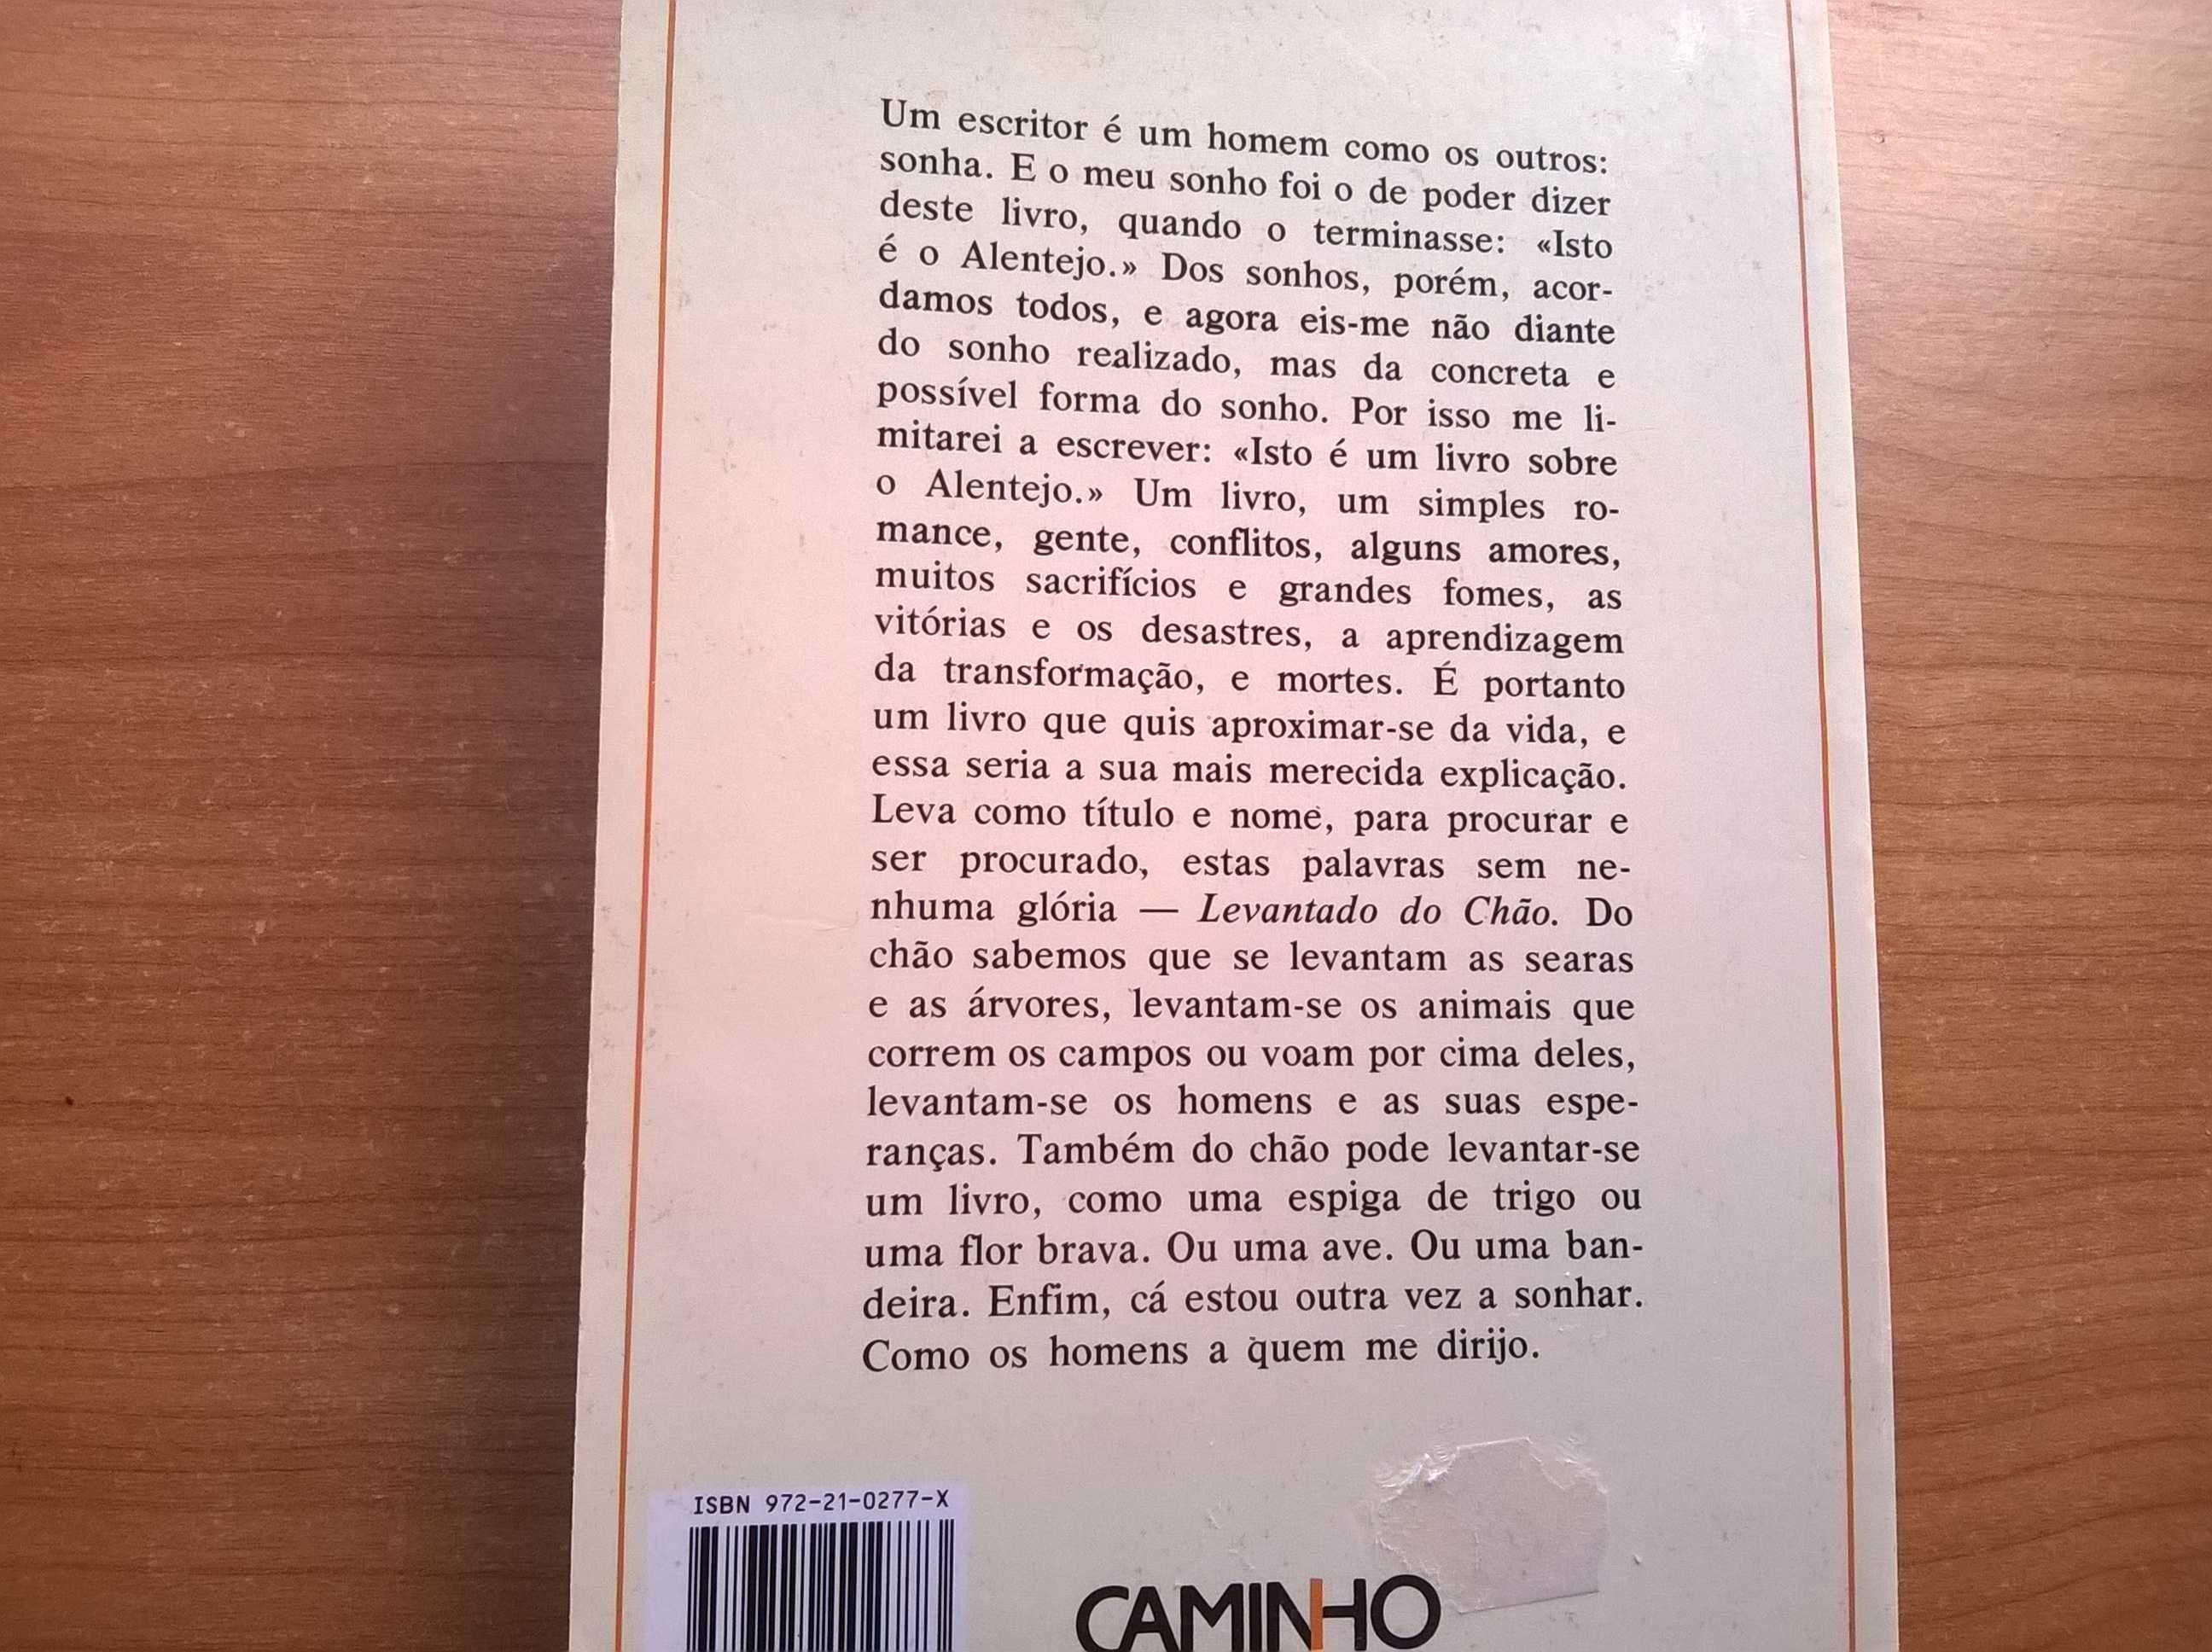 Um escritor é um homem como os outros:
sonha. E o meu sonho foi o de poder dizer
deste livro, quando o terminasse: «Isto
é o Alentejo.» Dos sonhos, porém, acor-
damos todos, e agora eis-me não diante
do sonho realizado, mas da concreta e
possível forma do sonho. Por isso me li-
mitarei a escrever: «Isto é um livro sobre
o Alentejo.» Um livro, um simples ro-
mance, gente, conflitos, alguns amores,
muitos sacrifícios e grandes fomes, as
vitórias e os desastres, a aprendizagem
da transformação, e mortes. É portanto
um livro que quis aproximar-se da vida, e
essa seria a sua mais merecida explicação.
Leva como título e nome, para procurar e
ser procurado, estas palavras sem ne-
nhuma glória — Levantado do Chão. Do
chão sabemos que se levantam as searas
e as árvores, levantam-se os animais que
correm os campos ou voam por cima deles,
levantam-se os homens e as suas espe-
ranças. Também do chão pode levantar-se
um livro, como uma espiga de trigo ou
uma flor brava. Ou uma ave. Ou uma ban-
deira. Enfim, cá estou outra vez a sonhar.
Como os homens a quem me dirijo.
ISBN 972-21-0277-X
CAMINHO